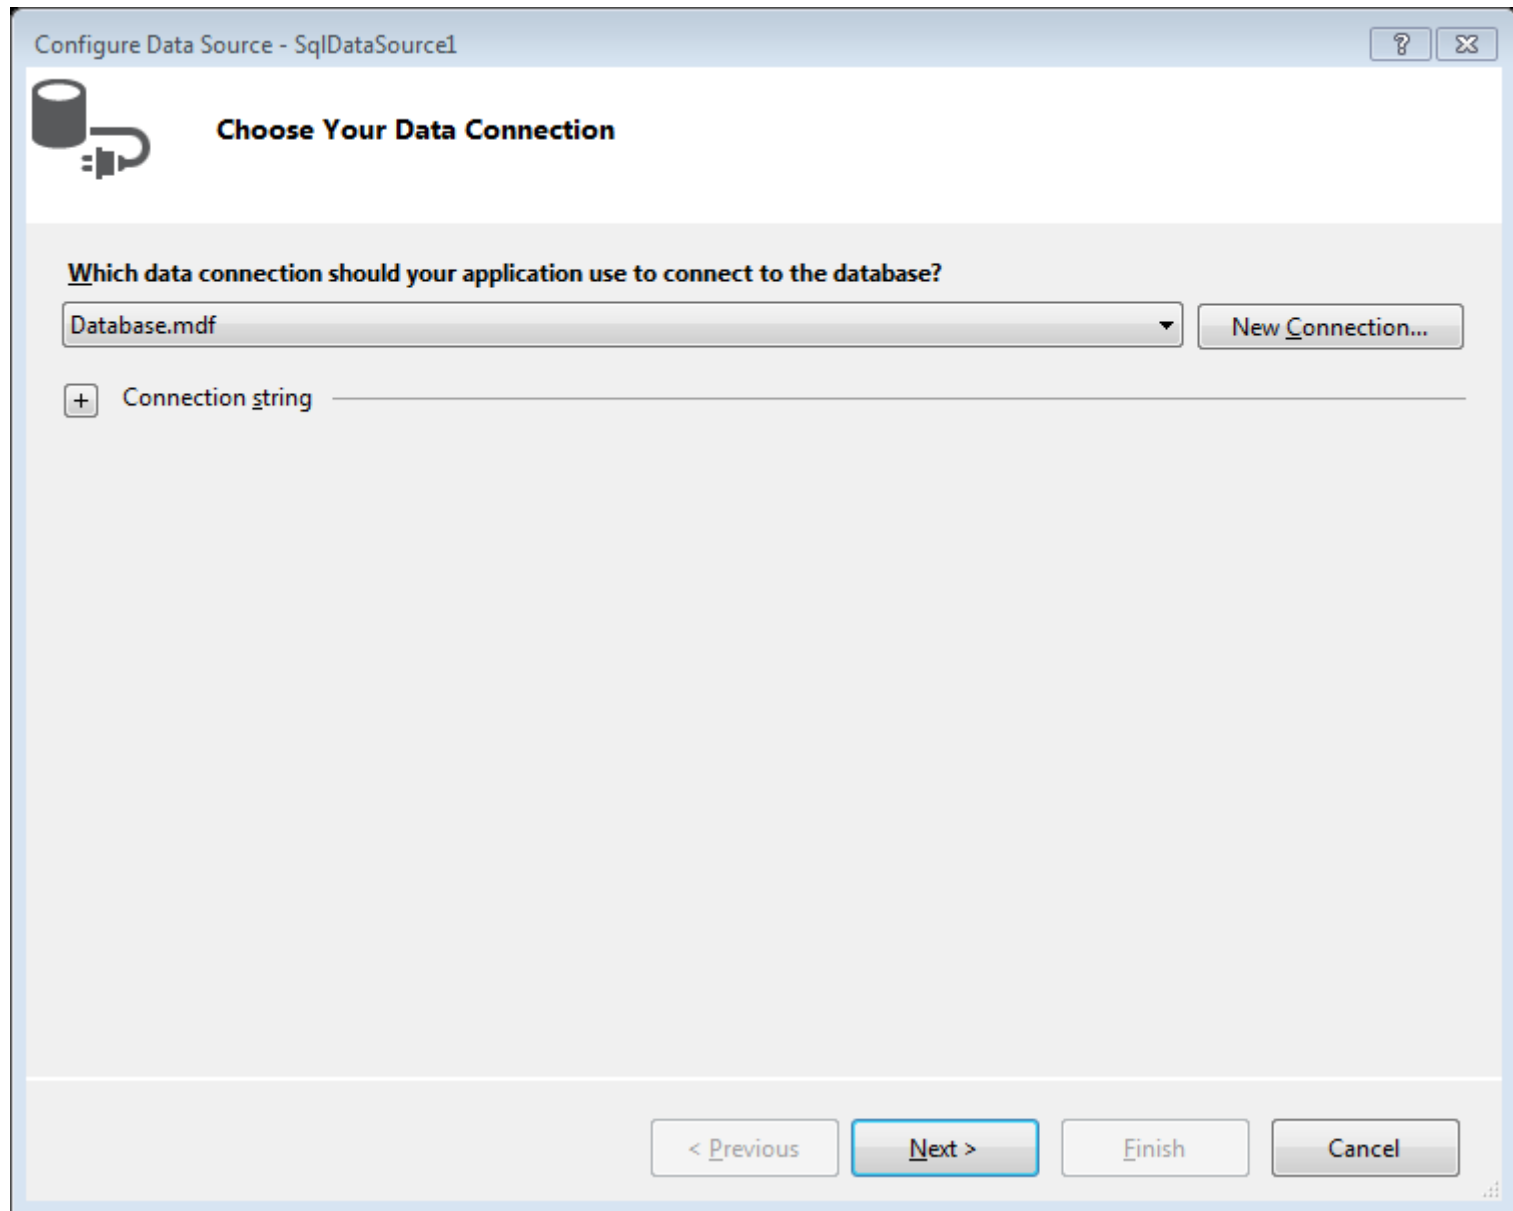 Configure Data Source - SqlDataSource1
Choose Your Data Connection
Which data connection should your application use to connect to the database?
Database.mdf
New Connection...
+ Connection string
< Previous
Next >
Finish
Cancel